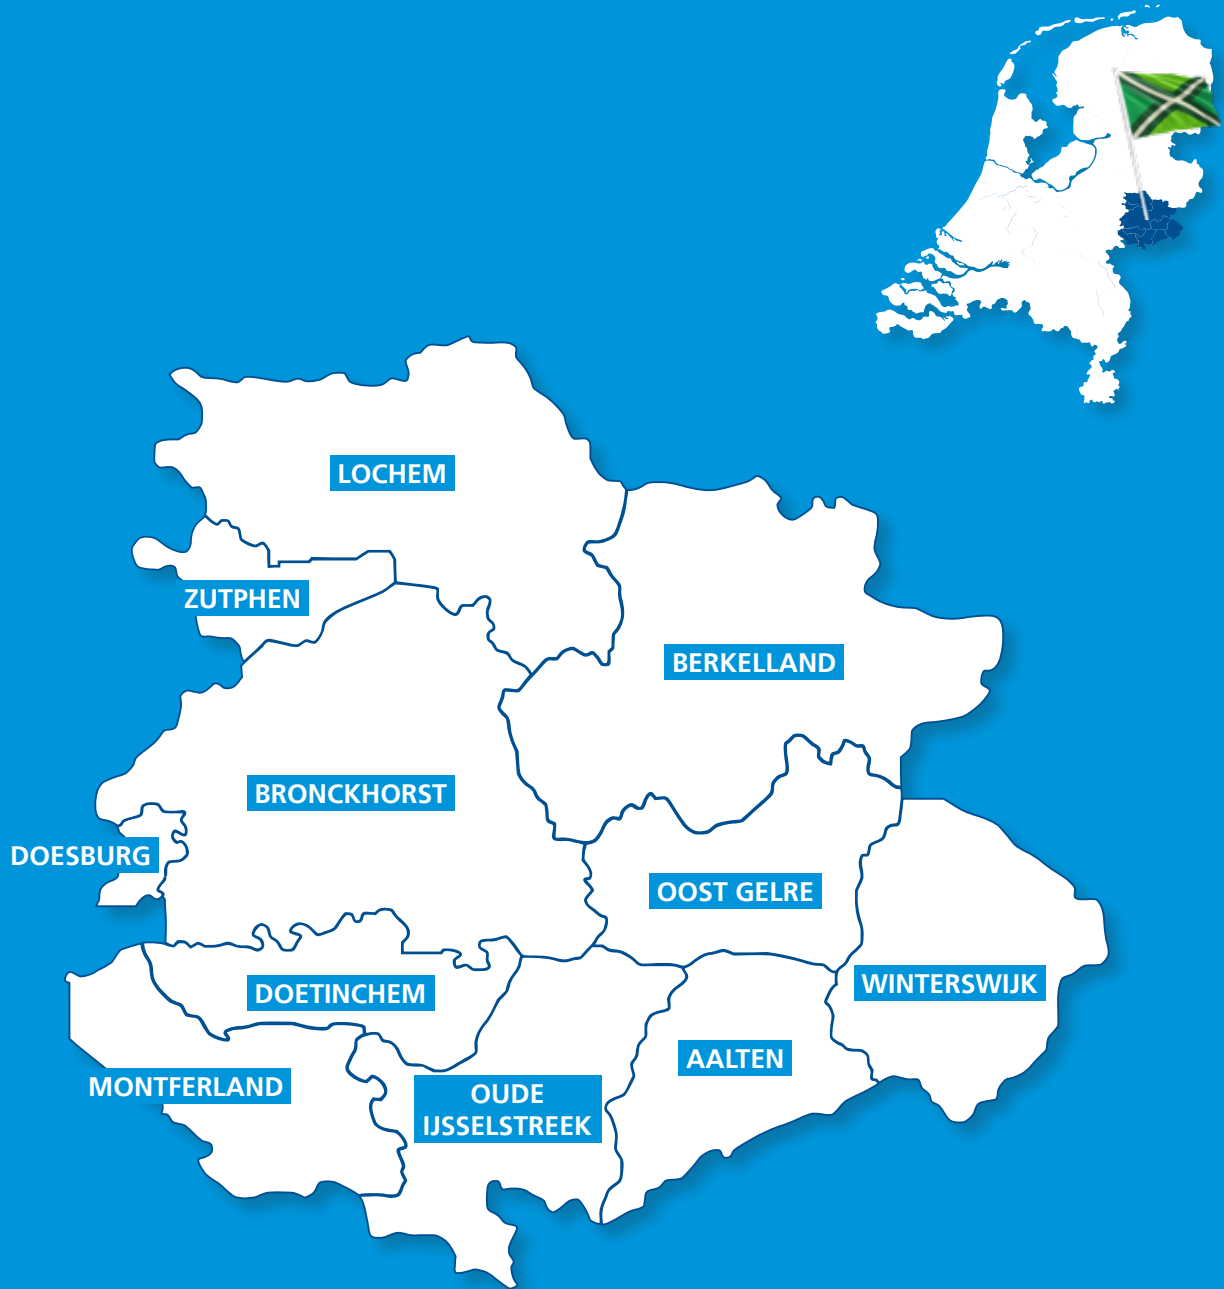 LOCHEM
ZUTPHEN
BERKELLAND
BRONCKHORST
DOESBURG
OOST GELRE
WINTERSWIJK
DOETINCHEM
AALTEN
MONTFERLAND
OUDE
IJSSELSTREEK